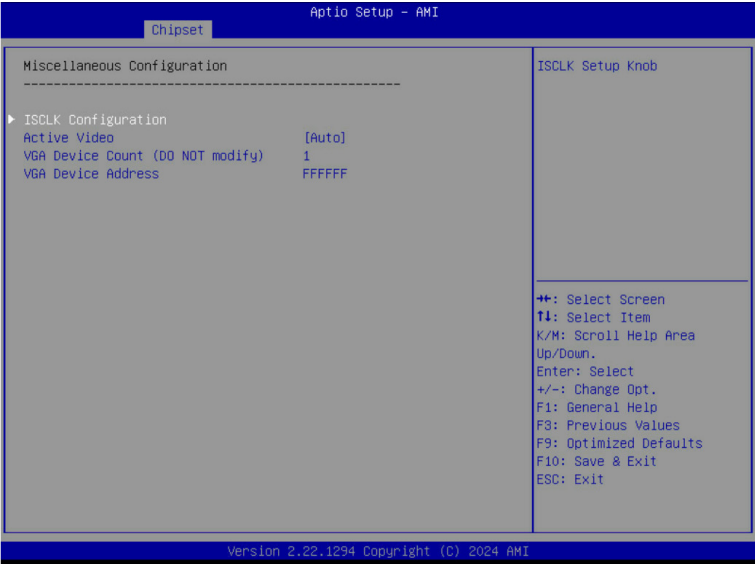 Aptio Setup – AMI
Chipset
Miscellaneous Configuration
--------------------------------------------------
ISCLK Configuration
Active Video [Auto]
VGA Device Count (DO NOT modify) 1
VGA Device Address FFFFFF
ISCLK Setup Knob
→←: Select Screen
↑↓: Select Item
K/M: Scroll Help Area
Up/Down.
Enter: Select
+/-: Change Opt.
F1: General Help
F3: Previous Values
F9: Optimized Defaults
F10: Save & Exit
ESC: Exit
Version 2.22.1294 Copyright (C) 2024 AMI